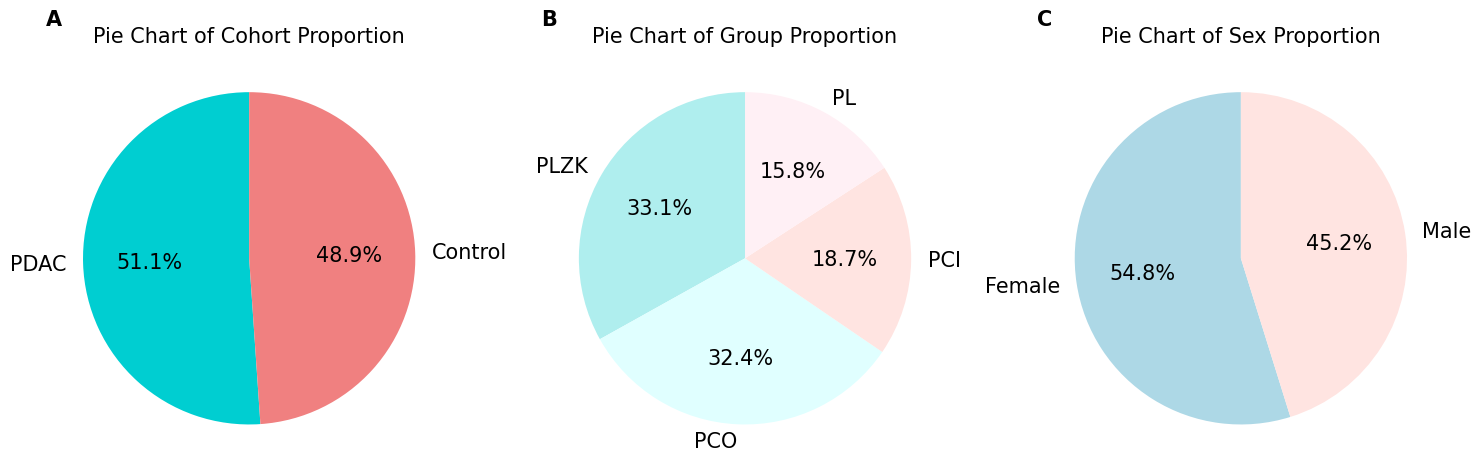 A
Pie Chart of Cohort Proportion
PDAC
51.1%
48.9%
Control
B
Pie Chart of Group Proportion
PL
15.8%
PLZK
33.1%
18.7%
PCI
32.4%
PCO
C
Pie Chart of Sex Proportion
Male
45.2%
54.8%
Female